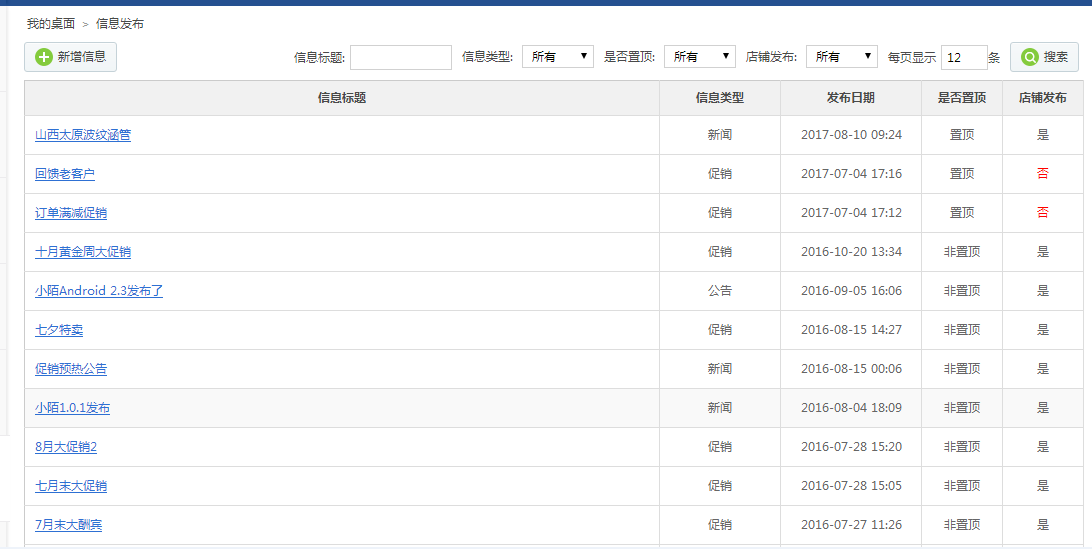 我的桌面 > 信息发布
新增信息 信息标题: 信息类型: 所有 是否置顶: 所有 店铺发布: 所有 每页显示 12 条 搜索
信息标题 信息类型 发布日期 是否置顶 店铺发布
山西太原波纹涵管 新闻 2017-08-10 09:24 置顶 是
回馈老客户 促销 2017-07-04 17:16 置顶 否
订单满减促销 促销 2017-07-04 17:12 置顶 否
十月黄金周大促销 促销 2016-10-20 13:34 非置顶 是
小陌Android 2.3发布了 公告 2016-09-05 16:06 非置顶 是
七夕特卖 促销 2016-08-15 14:27 非置顶 是
促销预热公告 新闻 2016-08-15 00:06 非置顶 是
小陌1.0.1发布 新闻 2016-08-04 18:09 非置顶 是
8月大促销2 促销 2016-07-28 15:20 非置顶 是
七月末大促销 促销 2016-07-28 15:05 非置顶 是
7月末大酬宾 促销 2016-07-27 11:26 非置顶 是